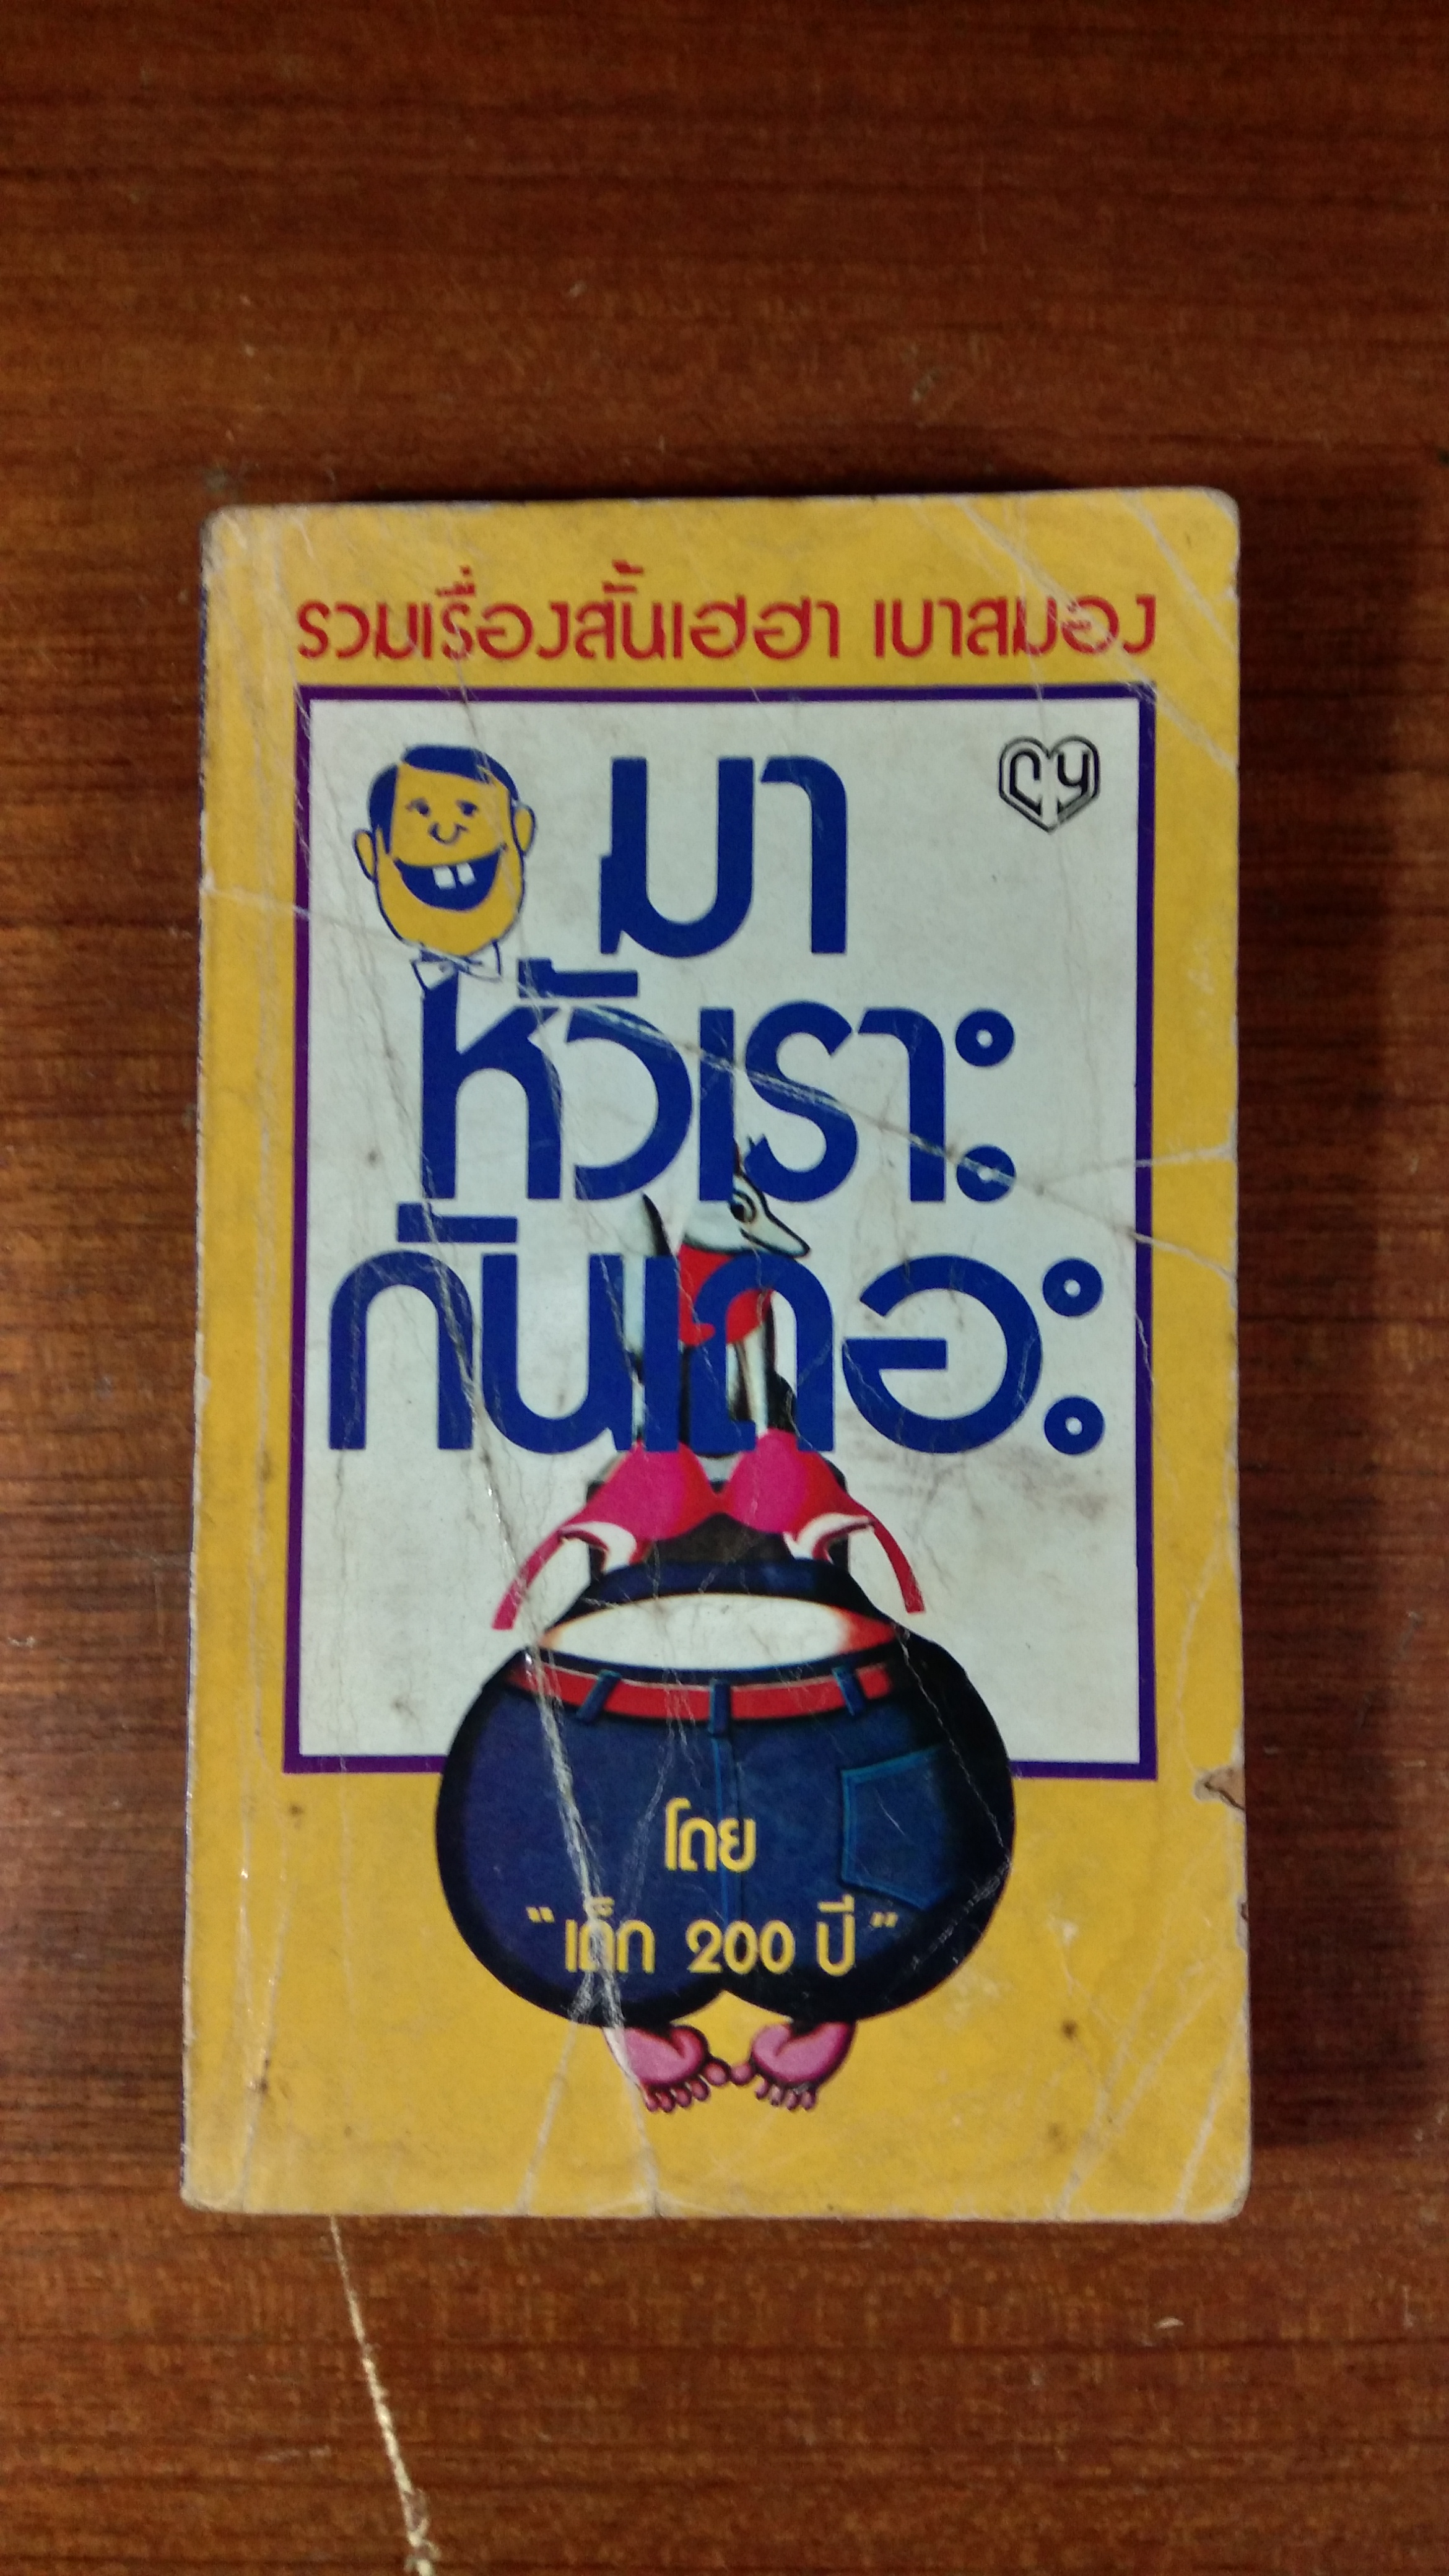 รวมเรื่องสั้นเฮฮา เบาสมอง
มา
หัวเราะ
กันเถอะ
โดย
"เด็ก 200 ปี"